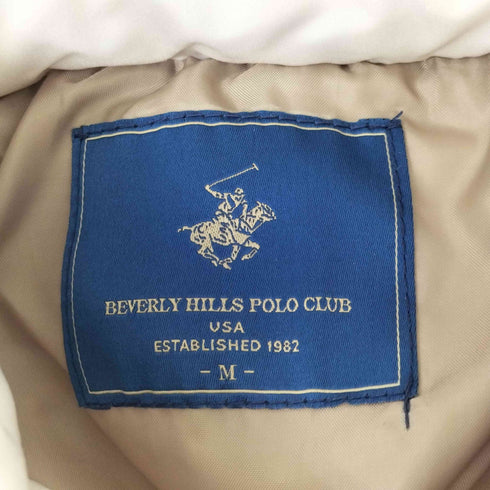 BEVERLY HILLS POLO CLUB
USA
ESTABLISHED 1982
- M -